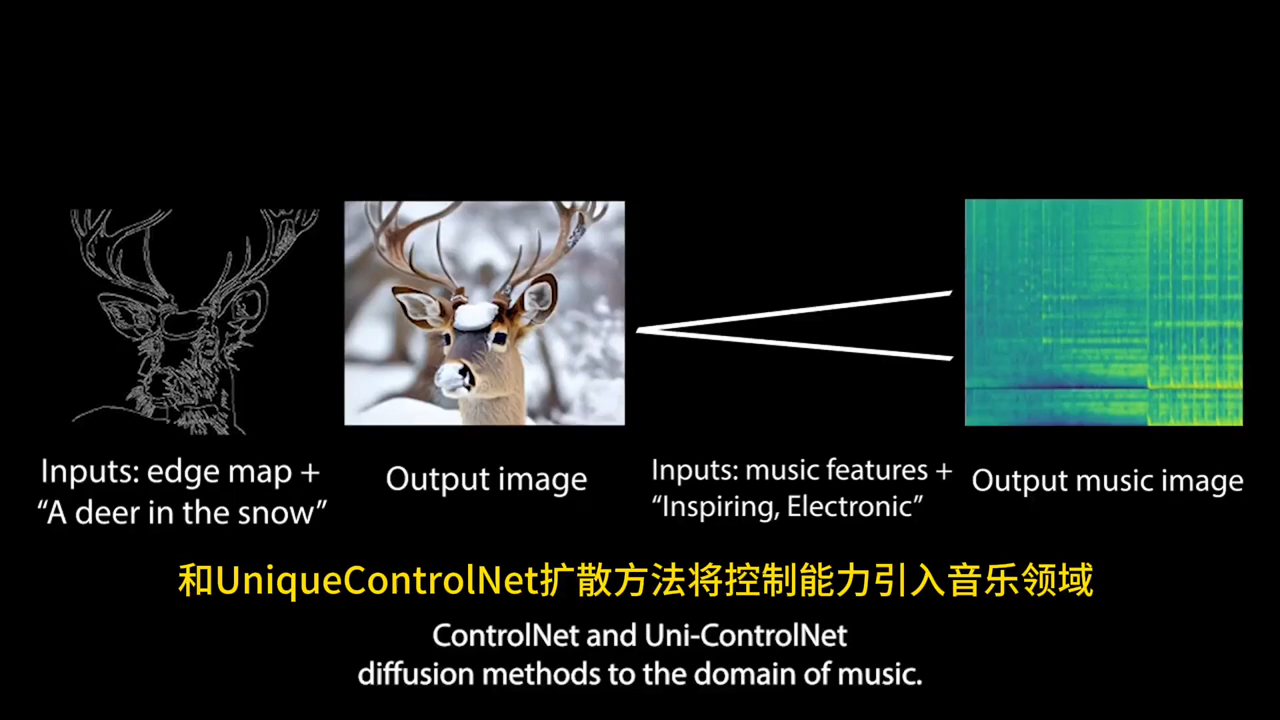 Inputs: edge map +
“A deer in the snow”
Output image
Inputs: music features +
“Inspiring, Electronic”
Output music image
和UniqueControlNet扩散方法将控制能力引入音乐领域
ControlNet and Uni-ControlNet
diffusion methods to the domain of music.